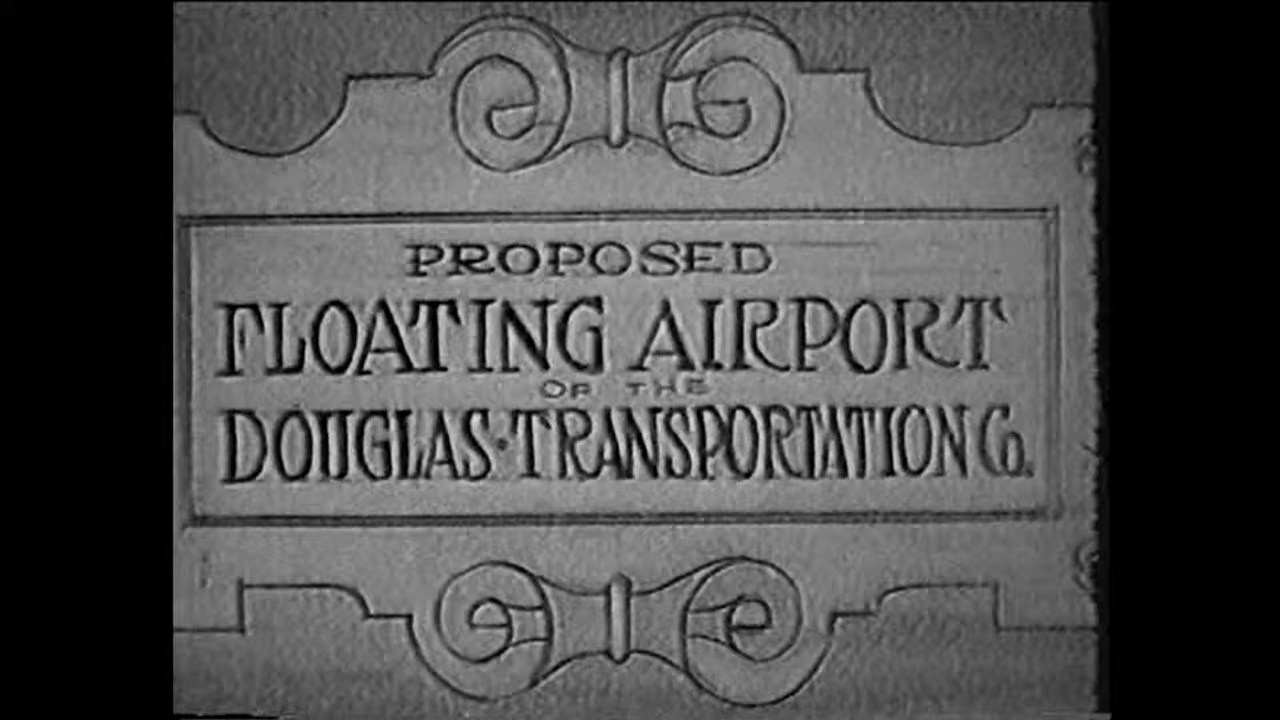 PROPOSED
FLOATING AIRPORT
OF THE
DOUGLAS·TRANSPORTATION Co.